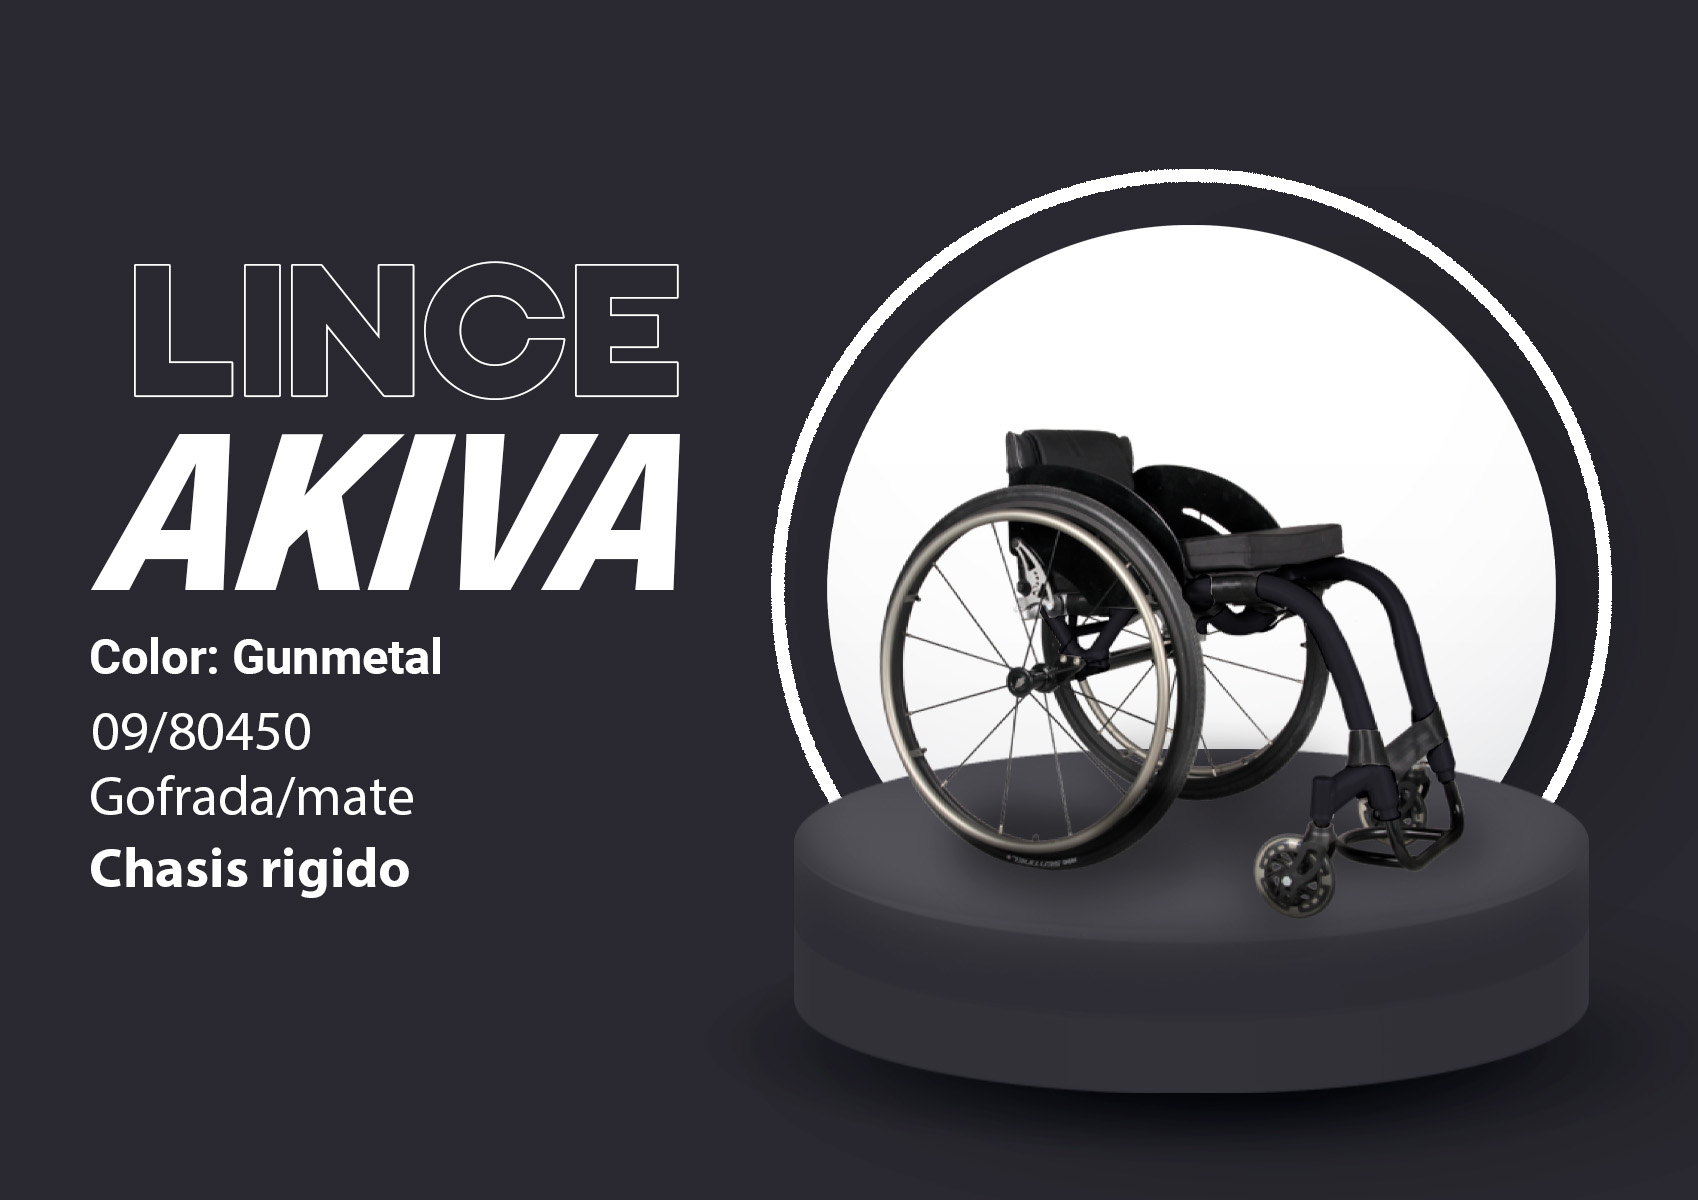 LINCE
AKIVA
Color: Gunmetal
09/80450
Gofrada/mate
Chasis rigido